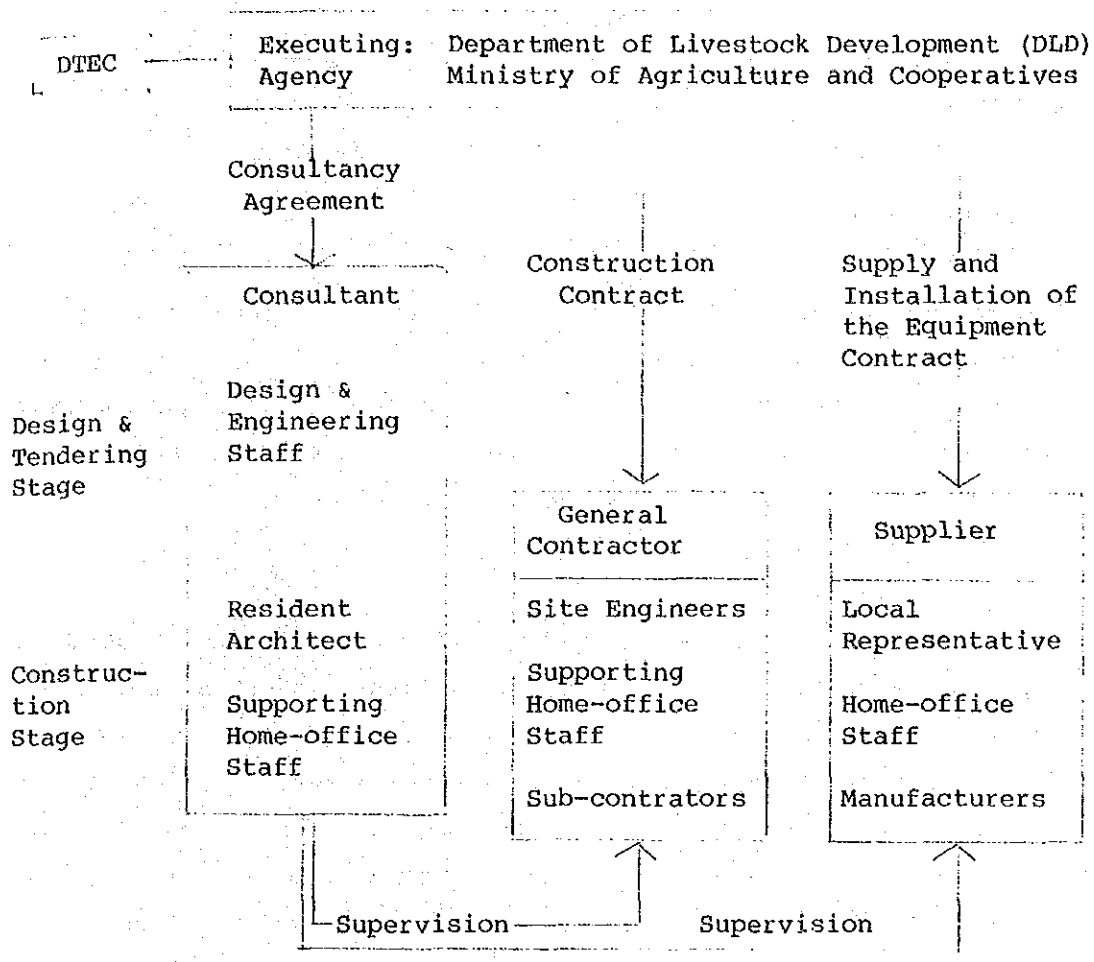 DTEC
Executing: Department of Livestock Development (DLD)
Agency Ministry of Agriculture and Cooperatives
Consultancy
Agreement
Construction
Contract
Supply and
Installation of
the Equipment
Contract
Consultant
Design &
Tendering
Stage
Design &
Engineering
Staff
General
Contractor
Supplier
Construc-
tion
Stage
Resident
Architect
Supporting
Home-office
Staff
Site Engineers
Supporting
Home-office
Staff
Sub-contrators
Local
Representative
Home-office
Staff
Manufacturers
Supervision
Supervision